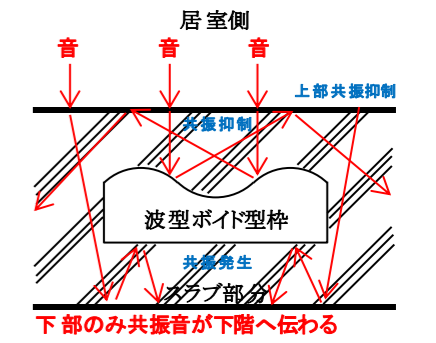 居室側
音 音 音
上部共振抑制
共振抑制
波型ボイド型枠
共振発生
スラブ部分
下部のみ共振音が下階へ伝わる